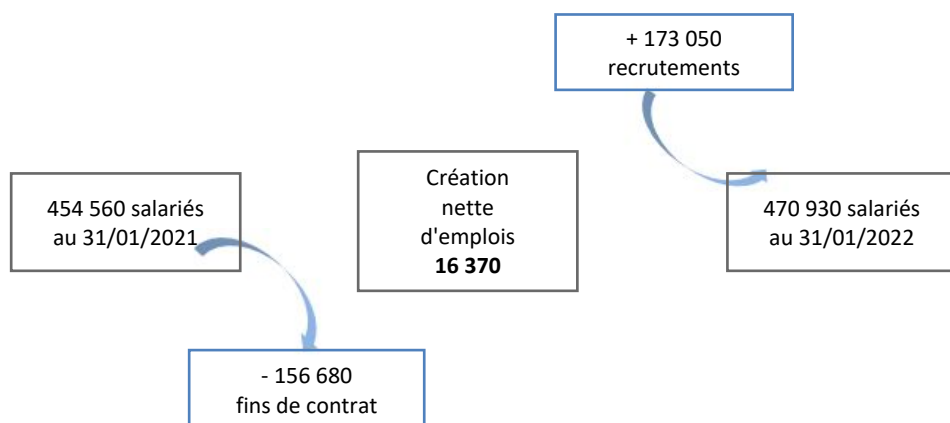 + 173 050
recrutements
Création
nette
d'emplois
16 370
454 560 salariés
au 31/01/2021
470 930 salariés
au 31/01/2022
- 156 680
fins de contrat